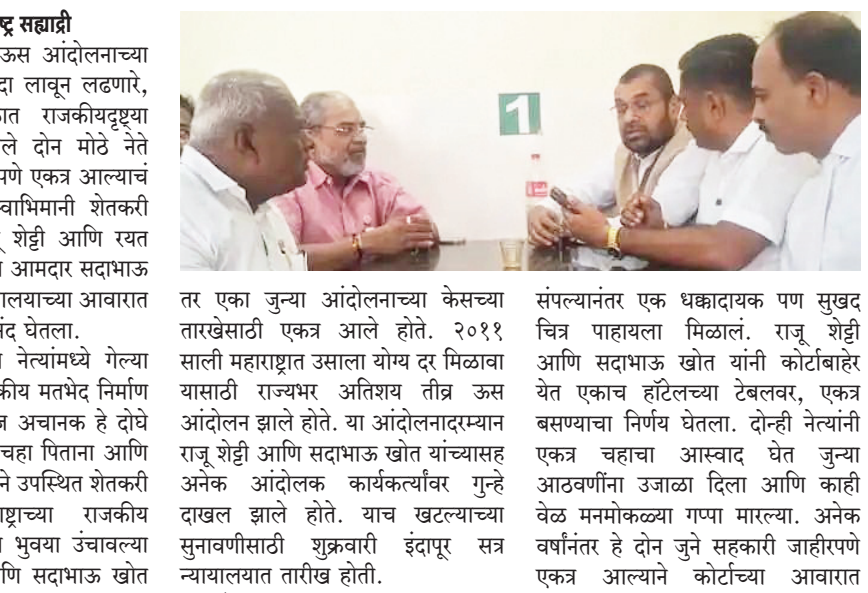 ष्ट्र सह्याद्री
ऊस आंदोलनाच्या
दा लावून लढणारे,
ात राजकीयदृष्ट्या
ले दोन मोठे नेते
पणे एकत्र आल्याचं
वाभिमानी शेतकरी
शेट्टी आणि रयत
आमदार सदाभाऊ
ालयाच्या आवारात
ंद घेतला.
नेत्यांमध्ये गेल्या
कीय मतभेद निर्माण
अचानक हे दोघे
चहा पिताना आणि
ने उपस्थित शेतकरी
ाष्ट्राच्या राजकीय
भुवया उंचावल्या
णि सदाभाऊ खोत
1
तर एका जुन्या आंदोलनाच्या केसच्या
तारखेसाठी एकत्र आले होते. २०११
साली महाराष्ट्रात उसाला योग्य दर मिळावा
यासाठी राज्यभर अतिशय तीव्र ऊस
आंदोलन झाले होते. या आंदोलनादरम्यान
राजू शेट्टी आणि सदाभाऊ खोत यांच्यासह
अनेक आंदोलक कार्यकर्त्यांवर गुन्हे
दाखल झाले होते. याच खटल्याच्या
सुनावणीसाठी शुक्रवारी इंदापूर सत्र
न्यायालयात तारीख होती.
संपल्यानंतर एक धक्कादायक पण सुखद
चित्र पाहायला मिळालं. राजू शेट्टी
आणि सदाभाऊ खोत यांनी कोर्टाबाहेर
येत एकाच हॉटेलच्या टेबलवर, एकत्र
बसण्याचा निर्णय घेतला. दोन्ही नेत्यांनी
एकत्र चहाचा आस्वाद घेत जुन्या
आठवणींना उजाळा दिला आणि काही
वेळ मनमोकळ्या गप्पा मारल्या. अनेक
वर्षांनंतर हे दोन जुने सहकारी जाहीरपणे
एकत्र आल्याने कोर्टाच्या आवारात